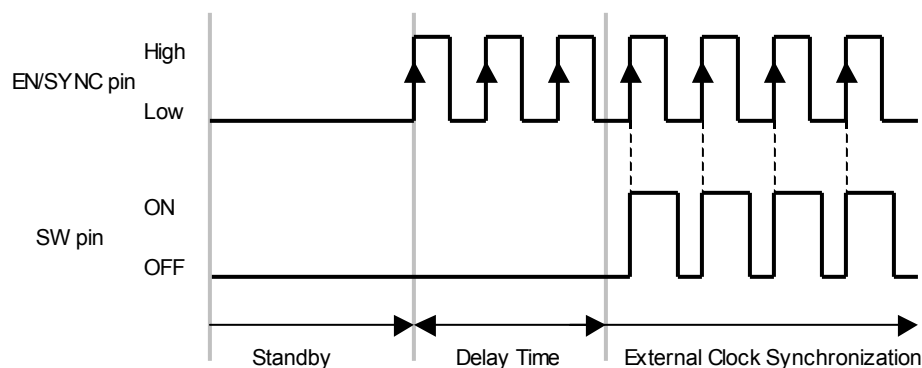 High
EN/SYNC pin
Low
ON
SW pin
OFF
Standby
Delay Time
External Clock Synchronization